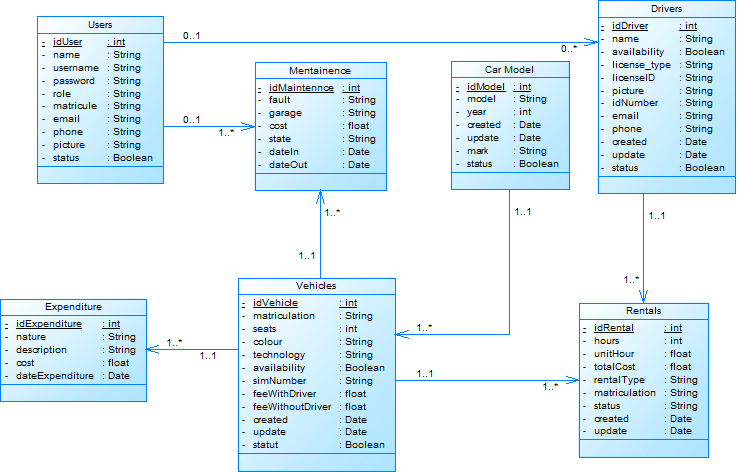 Users
- idUser : int
- name : String
- username : String
- password : String
- role : String
- matricule : String
- email : String
- phone : String
- picture : String
- status : Boolean
0..1
0..*
0..1
1..*
Mentainence
- idMaintennce : int
- fault : String
- garage : String
- cost : float
- state : String
- dateIn : Date
- dateOut : Date
Car Model
- idModel : int
- model : String
- year : int
- created : Date
- update : Date
- mark : String
- status : Boolean
Drivers
- idDriver : int
- name : String
- availability : Boolean
- license_type : String
- licenseID : String
- picture : String
- idNumber : String
- email : String
- phone : String
- created : Date
- update : Date
- status : Boolean
1..*
1..1
1..1
1..1
1..*
Expenditure
- idExpenditure : int
- nature : String
- description : String
- cost : float
- dateExpenditure : Date
1..*
1..1
Vehicles
- idVehicle : int
- matriculation : String
- seats : int
- colour : String
- technology : String
- availability : Boolean
- simNumber : String
- feeWithDriver : float
- feeWithoutDriver : float
- created : Date
- update : Date
- statut : Boolean
1..*
1..1
1..*
Rentals
- idRental : int
- hours : int
- unitHour : float
- totalCost : float
- rentalType : String
- matriculation : String
- status : String
- created : Date
- update : Date